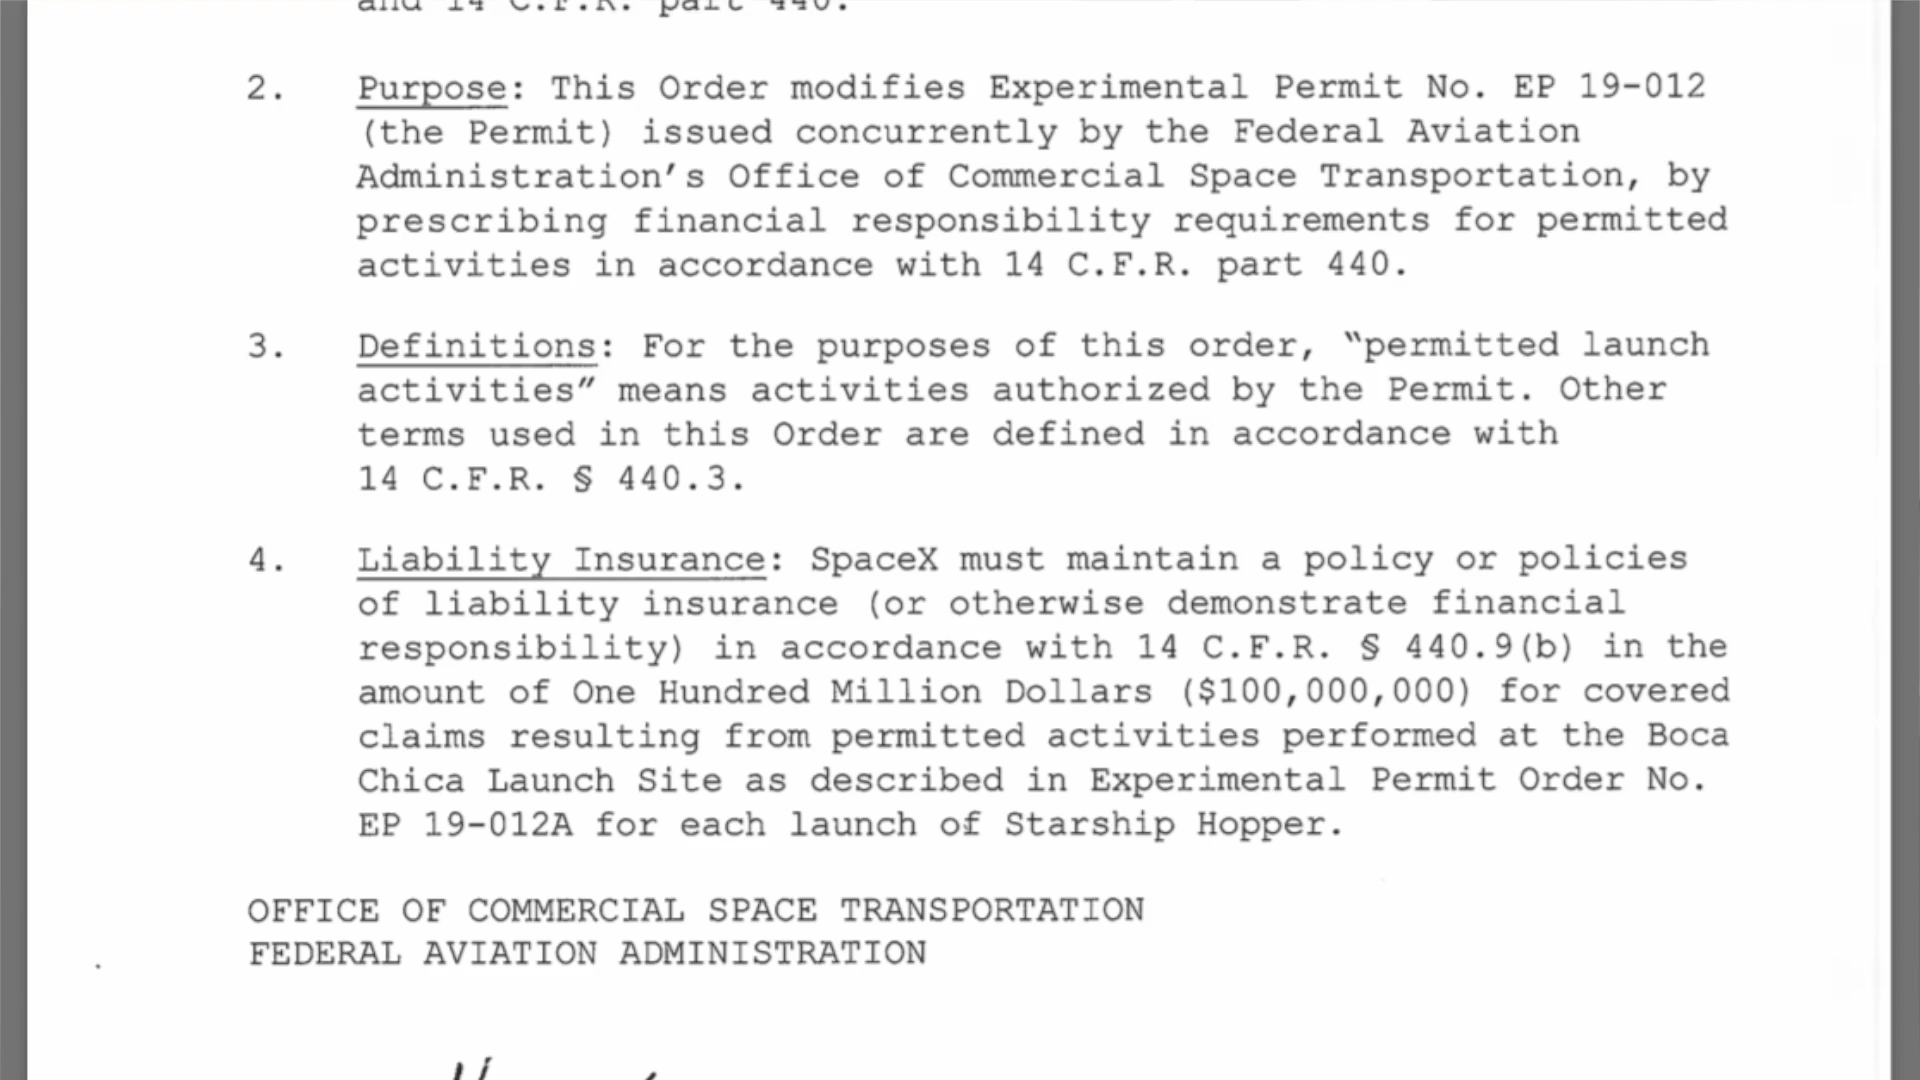 and 14 C.F.R. part 440.
2. Purpose: This Order modifies Experimental Permit No. EP 19-012
(the Permit) issued concurrently by the Federal Aviation
Administration's Office of Commercial Space Transportation, by
prescribing financial responsibility requirements for permitted
activities in accordance with 14 C.F.R. part 440.
3. Definitions: For the purposes of this order, "permitted launch
activities" means activities authorized by the Permit. Other
terms used in this Order are defined in accordance with
14 C.F.R. § 440.3.
4. Liability Insurance: SpaceX must maintain a policy or policies
of liability insurance (or otherwise demonstrate financial
responsibility) in accordance with 14 C.F.R. § 440.9(b) in the
amount of One Hundred Million Dollars ($100,000,000) for covered
claims resulting from permitted activities performed at the Boca
Chica Launch Site as described in Experimental Permit Order No.
EP 19-012A for each launch of Starship Hopper.
OFFICE OF COMMERCIAL SPACE TRANSPORTATION
FEDERAL AVIATION ADMINISTRATION